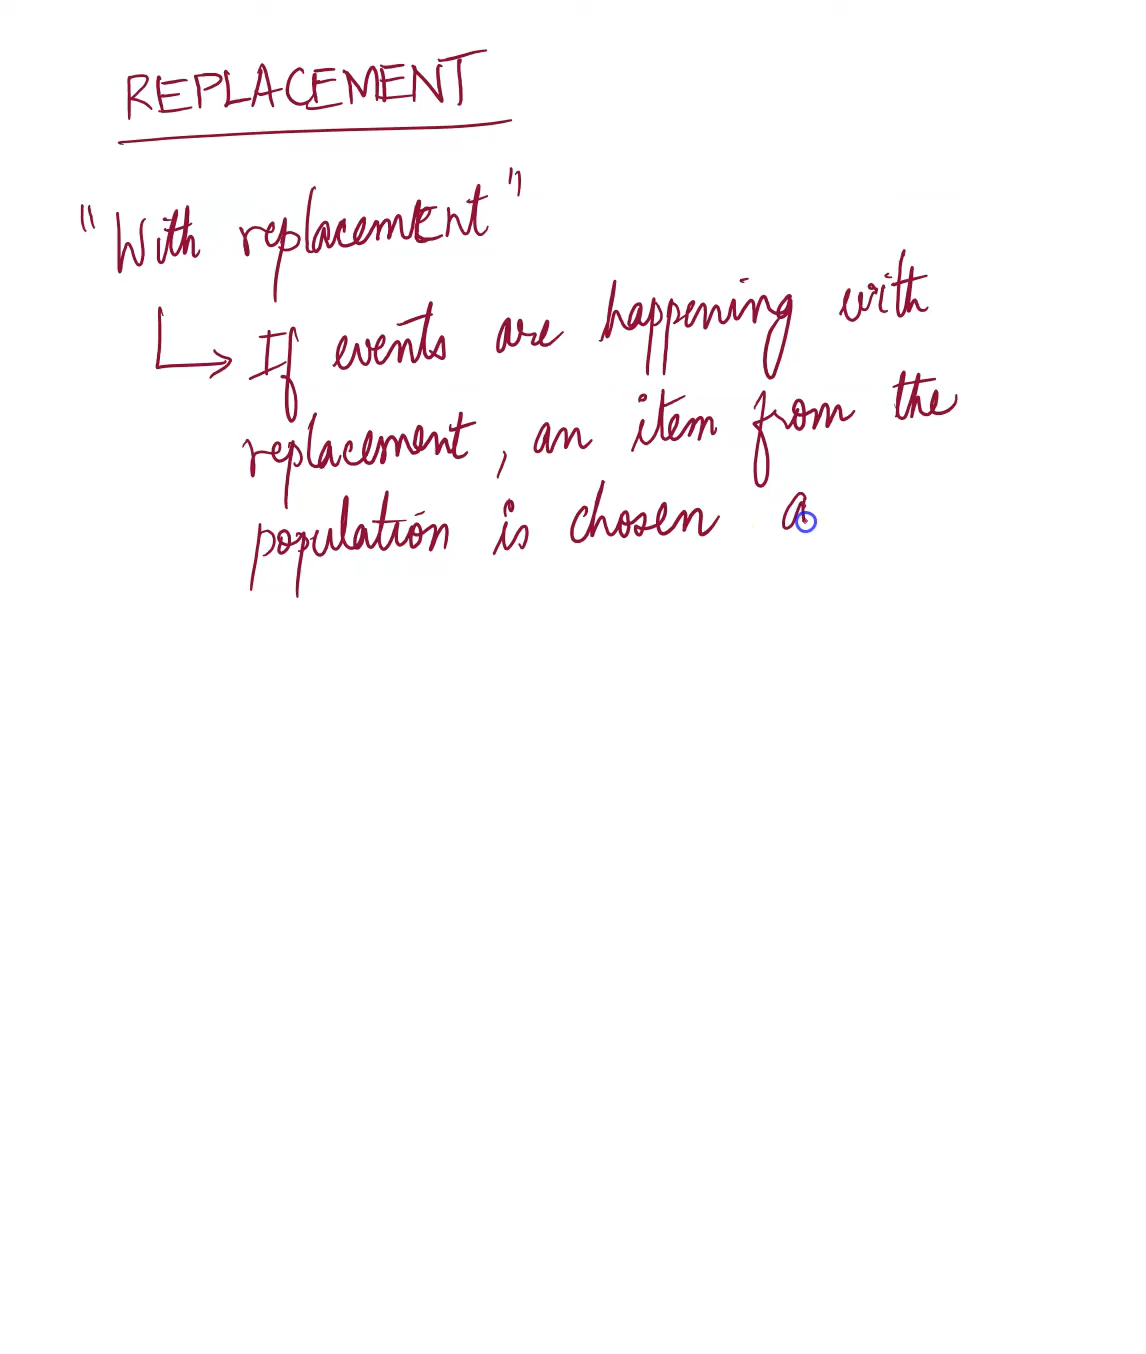 REPLACEMENT
"With replacement"
If events are happening with
replacement, an item from the
population is chosen a